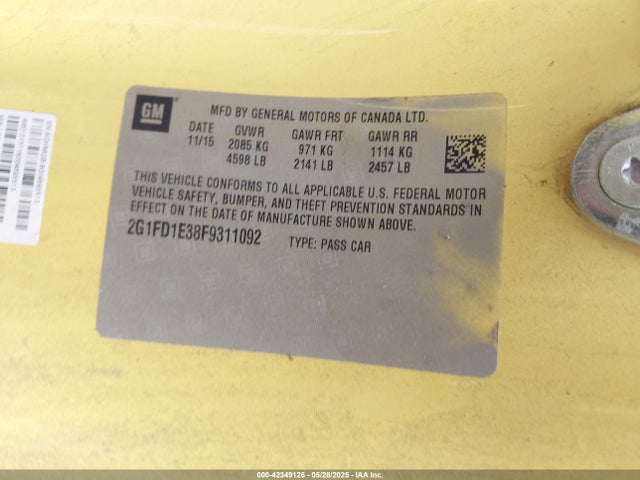 GM
MFD BY GENERAL MOTORS OF CANADA LTD.
DATE GVWR GAWR FRT GAWR RR
11/15 2085 KG 971 KG 1114 KG
4598 LB 2141 LB 2457 LB
THIS VEHICLE CONFORMS TO ALL APPLICABLE U.S. FEDERAL MOTOR
VEHICLE SAFETY, BUMPER, AND THEFT PREVENTION STANDARDS IN
EFFECT ON THE DATE OF MANUFACTURE SHOWN ABOVE.
2G1FD1E38F9311092 TYPE: PASS CAR
000-42349126 - 05/28/2025 - IAA Inc.